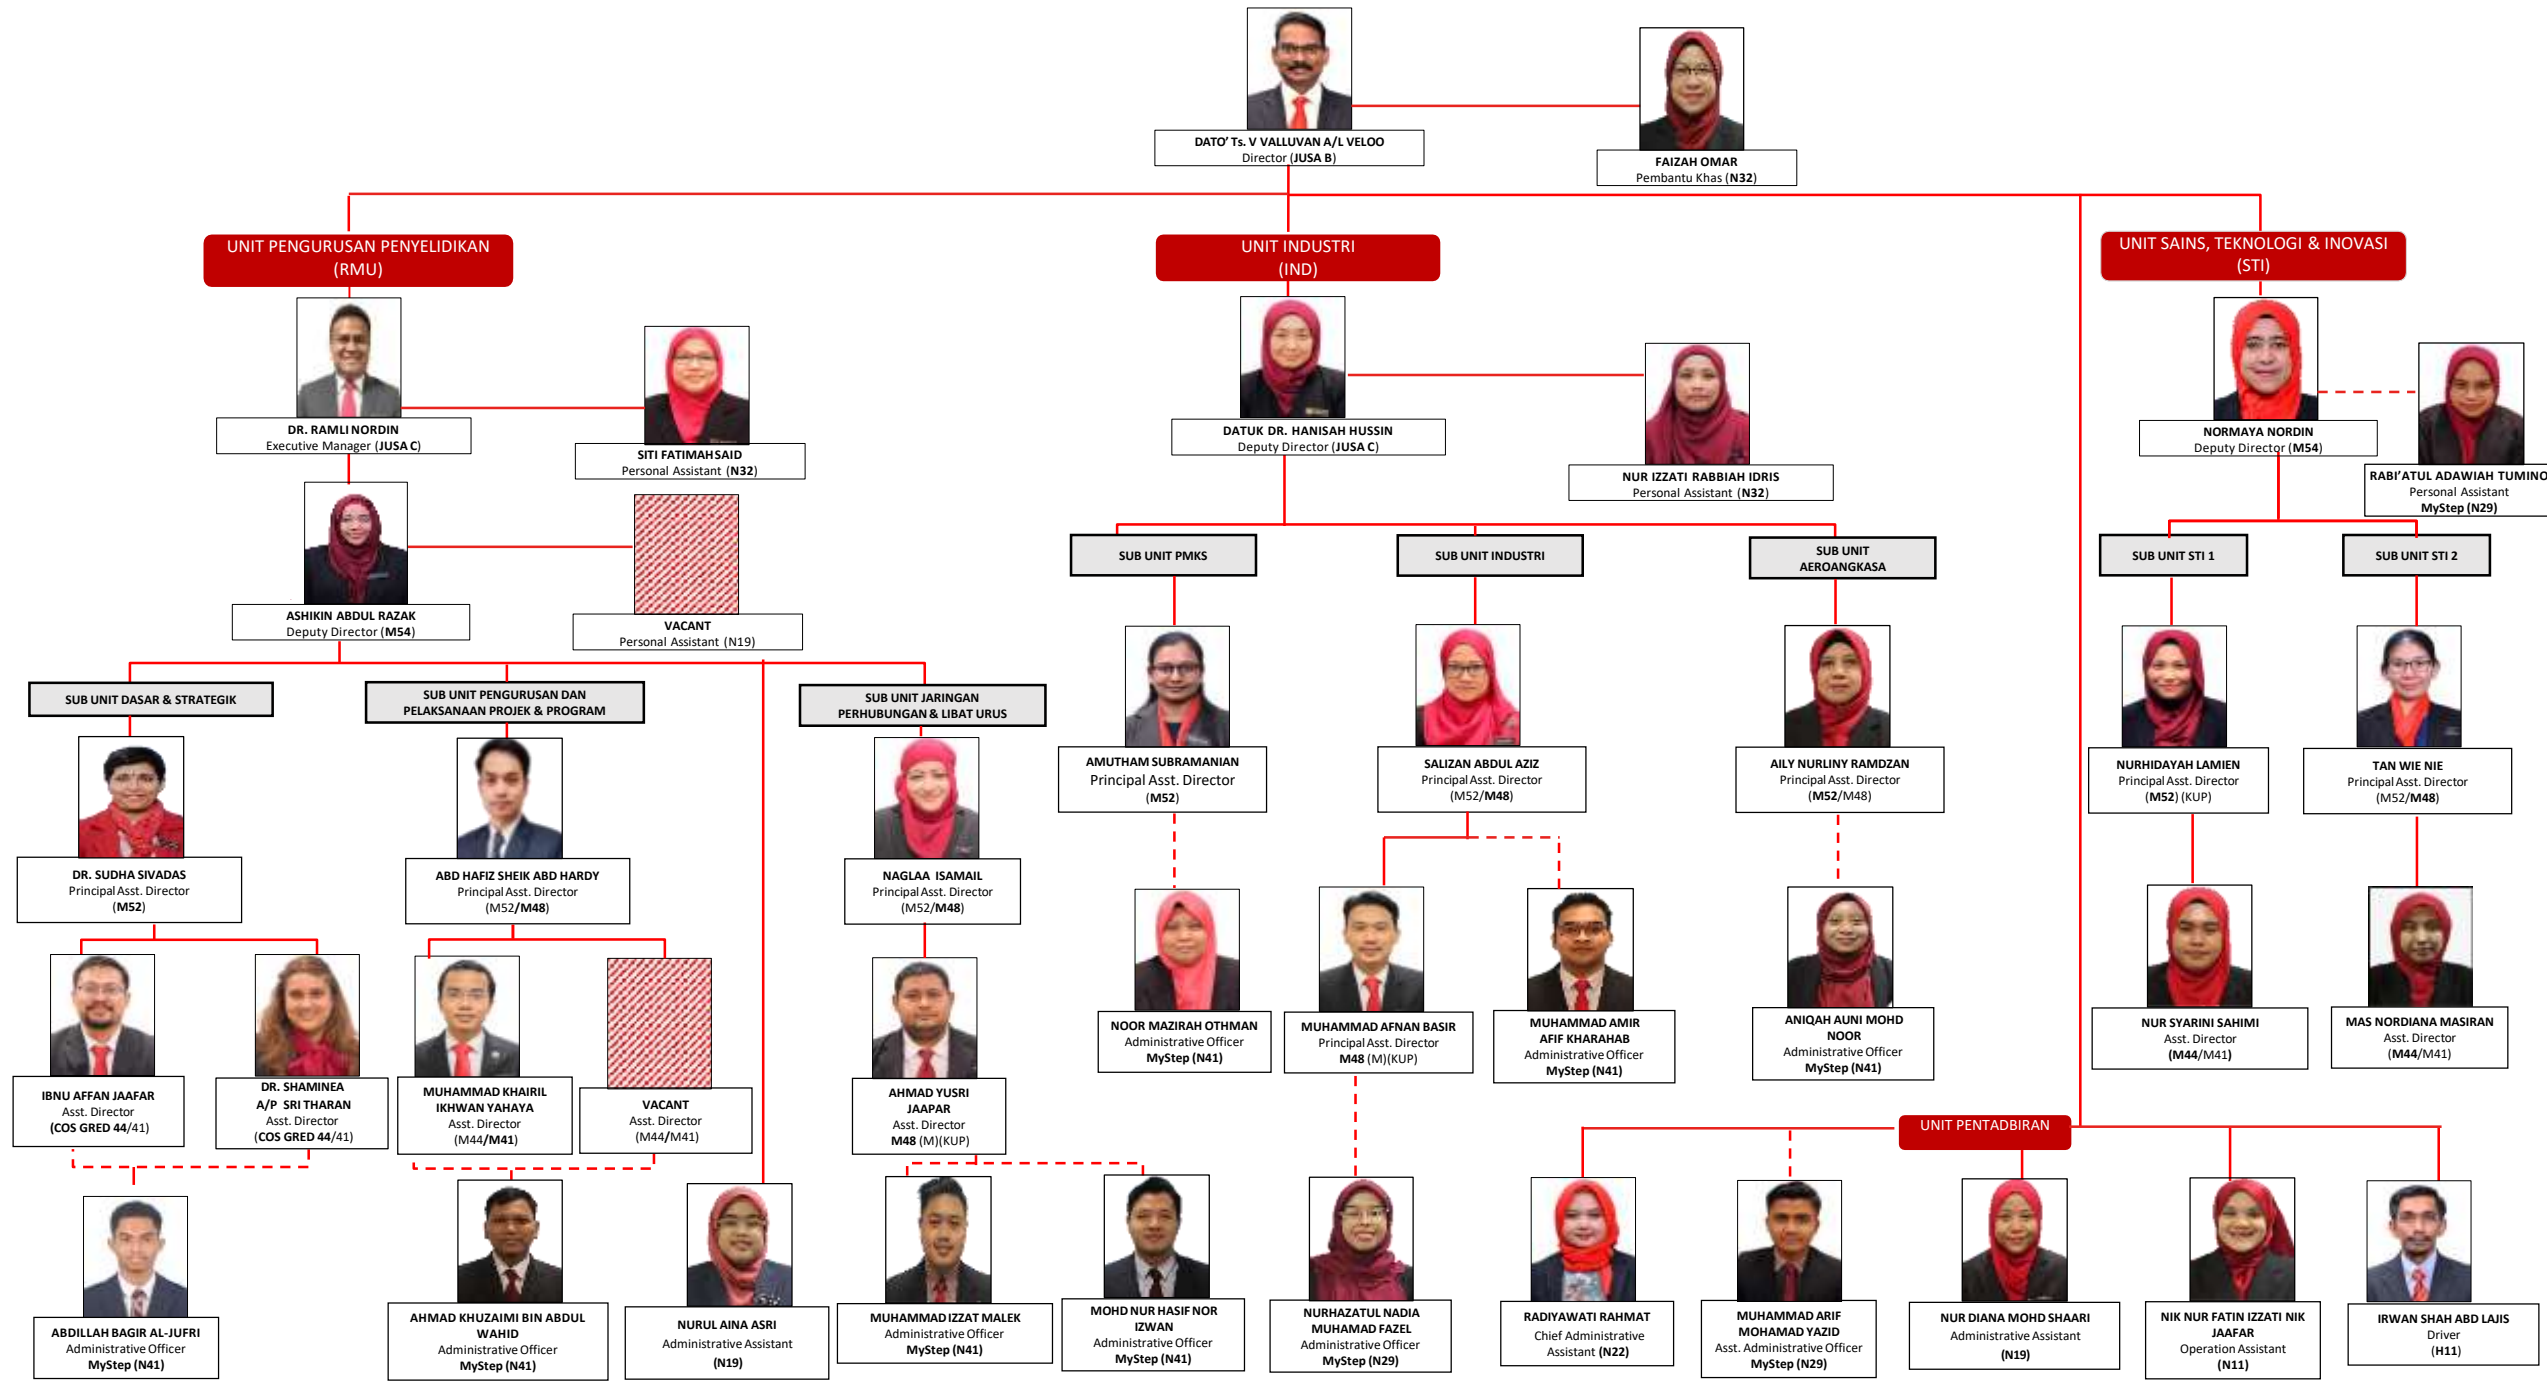 DATO' Ts. V VALLUVAN A/L VELOO
Director (JUSA B)
FAIZAH OMAR
Pembantu Khas (N32)
UNIT PENGURUSAN PENYELIDIKAN
(RMU)
UNIT INDUSTRI
(IND)
UNIT SAINS, TEKNOLOGI & INOVASI
(STI)
DR. RAMLI NORDIN
Executive Manager (JUSA C)
SITI FATIMAH SAID
Personal Assistant (N32)
DATUK DR. HANISAH HUSSIN
Deputy Director (JUSA C)
NUR IZZATI RABBIAH IDRIS
Personal Assistant (N32)
NORMAYA NORDIN
Deputy Director (M54)
RABI'ATUL ADAWIAH TUMINO
Personal Assistant
MyStep (N29)
ASHIKIN ABDUL RAZAK
Deputy Director (M54)
VACANT
Personal Assistant (N19)
SUB UNIT PMKS
SUB UNIT INDUSTRI
SUB UNIT
AEROANGKASA
SUB UNIT STI 1
SUB UNIT STI 2
SUB UNIT DASAR & STRATEGIK
SUB UNIT PENGURUSAN DAN
PELAKSANAAN PROJEK & PROGRAM
SUB UNIT JARINGAN
PERHUBUNGAN & LIBAT URUS
AMUTHAM SUBRAMANIAN
Principal Asst. Director
(M52)
SALIZAN ABDUL AZIZ
Principal Asst. Director
(M52/M48)
AILY NURLINY RAMDZAN
Principal Asst. Director
(M52/M48)
NURHIDAYAH LAMIEN
Principal Asst. Director
(M52) (KUP)
TAN WIE NIE
Principal Asst. Director
(M52/M48)
DR. SUDHA SIVADAS
Principal Asst. Director
(M52)
ABD HAFIZ SHEIK ABD HARDY
Principal Asst. Director
(M52/M48)
NAGLAA ISAMAIL
Principal Asst. Director
(M52/M48)
NOOR MAZIRAH OTHMAN
Administrative Officer
MyStep (N41)
MUHAMMAD AFNAN BASIR
Principal Asst. Director
M48 (M)(KUP)
MUHAMMAD AMIR
AFIF KHARAHAB
Administrative Officer
MyStep (N41)
ANIQAH AUNI MOHD
NOOR
Administrative Officer
MyStep (N41)
NUR SYARINI SAHIMI
Asst. Director
(M44/M41)
MAS NORDIANA MASIRAN
Asst. Director
(M44/M41)
IBNU AFFAN JAAFAR
Asst. Director
(COS GRED 44/41)
DR. SHAMINEA
A/P SRI THARAN
Asst. Director
(COS GRED 44/41)
MUHAMMAD KHAIRIL
IKHWAN YAHAYA
Asst. Director
(M44/M41)
VACANT
Asst. Director
(M44/M41)
AHMAD YUSRI
JAAPAR
Asst. Director
M48 (M)(KUP)
UNIT PENTADBIRAN
ABDILLAH BAGIR AL-JUFRI
Administrative Officer
MyStep (N41)
AHMAD KHUZAIMI BIN ABDUL
WAHID
Administrative Officer
MyStep (N41)
NURUL AINA ASRI
Administrative Assistant
(N19)
MUHAMMAD IZZAT MALEK
Administrative Officer
MyStep (N41)
MOHD NUR HASIF NOR
IZWAN
Administrative Officer
MyStep (N41)
NURHAZATUL NADIA
MUHAMAD FAZEL
Administrative Officer
MyStep (N29)
RADIYAWATI RAHMAT
Chief Administrative
Assistant (N22)
MUHAMMAD ARIF
MOHAMAD YAZID
Asst. Administrative Officer
MyStep (N29)
NUR DIANA MOHD SHAARI
Administrative Assistant
(N19)
NIK NUR FATIN IZZATI NIK
JAAFAR
Operation Assistant
(N11)
IRWAN SHAH ABD LAJIS
Driver
(H11)